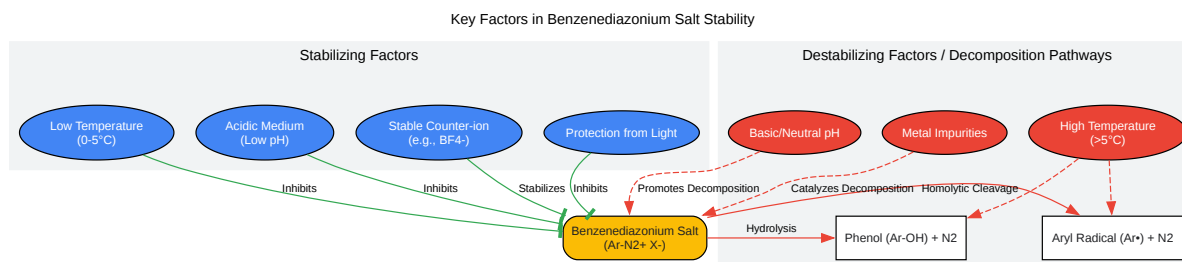 Key Factors in Benzenediazonium Salt Stability
Stabilizing Factors
Destabilizing Factors / Decomposition Pathways
Low Temperature
(0-5°C)
Acidic Medium
(Low pH)
Stable Counter-ion
(e.g., BF4-)
Protection from Light
Basic/Neutral pH
Metal Impurities
High Temperature
(>5°C)
Inhibits
Inhibits
Stabilizes
Inhibits
Promotes Decomposition
Catalyzes Decomposition
Homolytic Cleavage
Benzenediazonium Salt
(Ar-N2+ X-)
Hydrolysis
Phenol (Ar-OH) + N2
Aryl Radical (Ar•) + N2